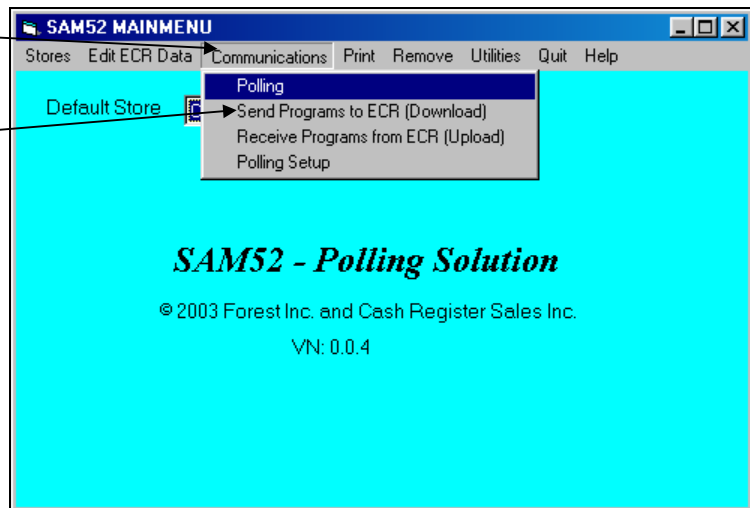 SAM52 MAINMENU
Stores Edit ECR Data Communications Print Remove Utilities Quit Help
Polling
Default Store
Send Programs to ECR (Download)
Receive Programs from ECR (Upload)
Polling Setup
SAM52 - Polling Solution
© 2003 Forest Inc. and Cash Register Sales Inc.
VN: 0.0.4